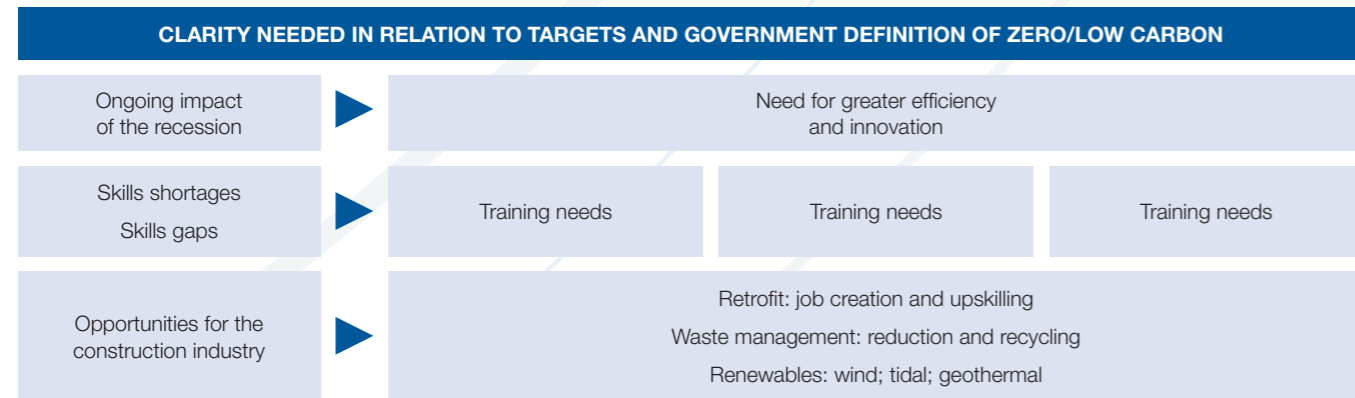 CLARITY NEEDED IN RELATION TO TARGETS AND GOVERNMENT DEFINITION OF ZERO/LOW CARBON
Ongoing impact
of the recession
Need for greater efficiency
and innovation
Skills shortages
Skills gaps
Training needs
Training needs
Training needs
Opportunities for the
construction industry
Retrofit: job creation and upskilling
Waste management: reduction and recycling
Renewables: wind; tidal; geothermal